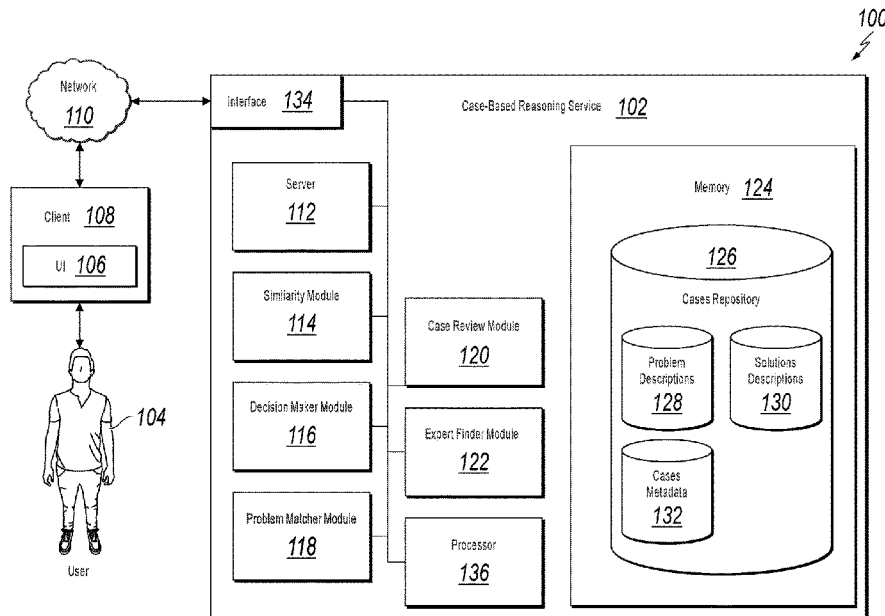 100
Network
110
Interface 134
Case-Based Reasoning Service 102
Client 108
UI 106
104
User
Server
112
Similarity Module
114
Decision Maker Module
116
Problem Matcher Module
118
Case Review Module
120
Expert Finder Module
122
Processor
136
Memory 124
126
Cases Repository
Problem
Descriptions
128
Solutions
Descriptions
130
Cases
Metadata
132